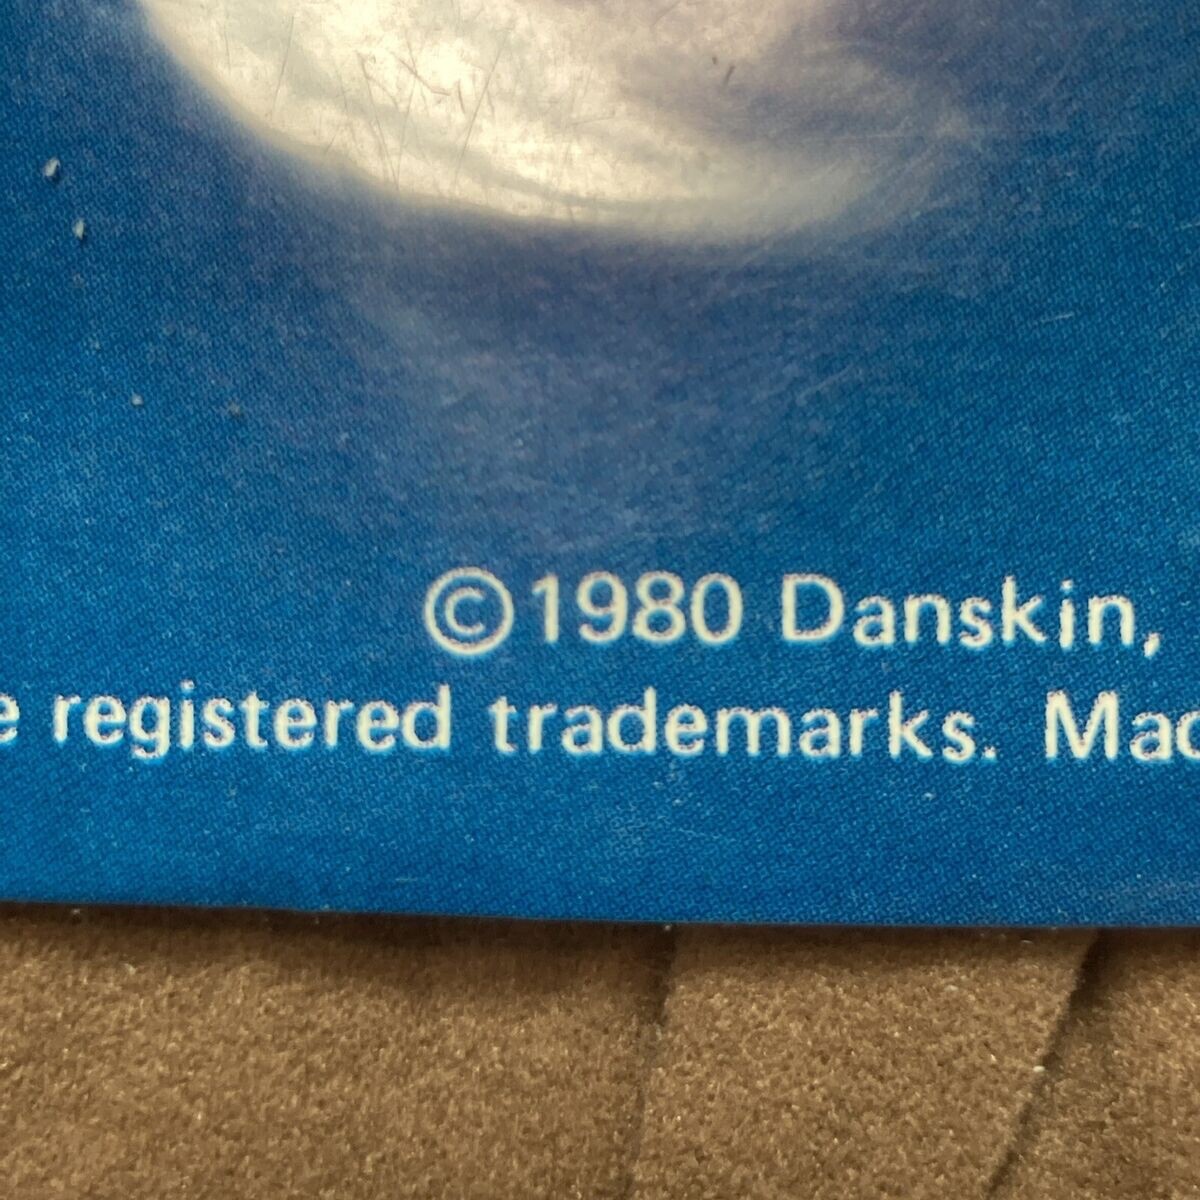 ©1980 Danskin,
registered trademarks.